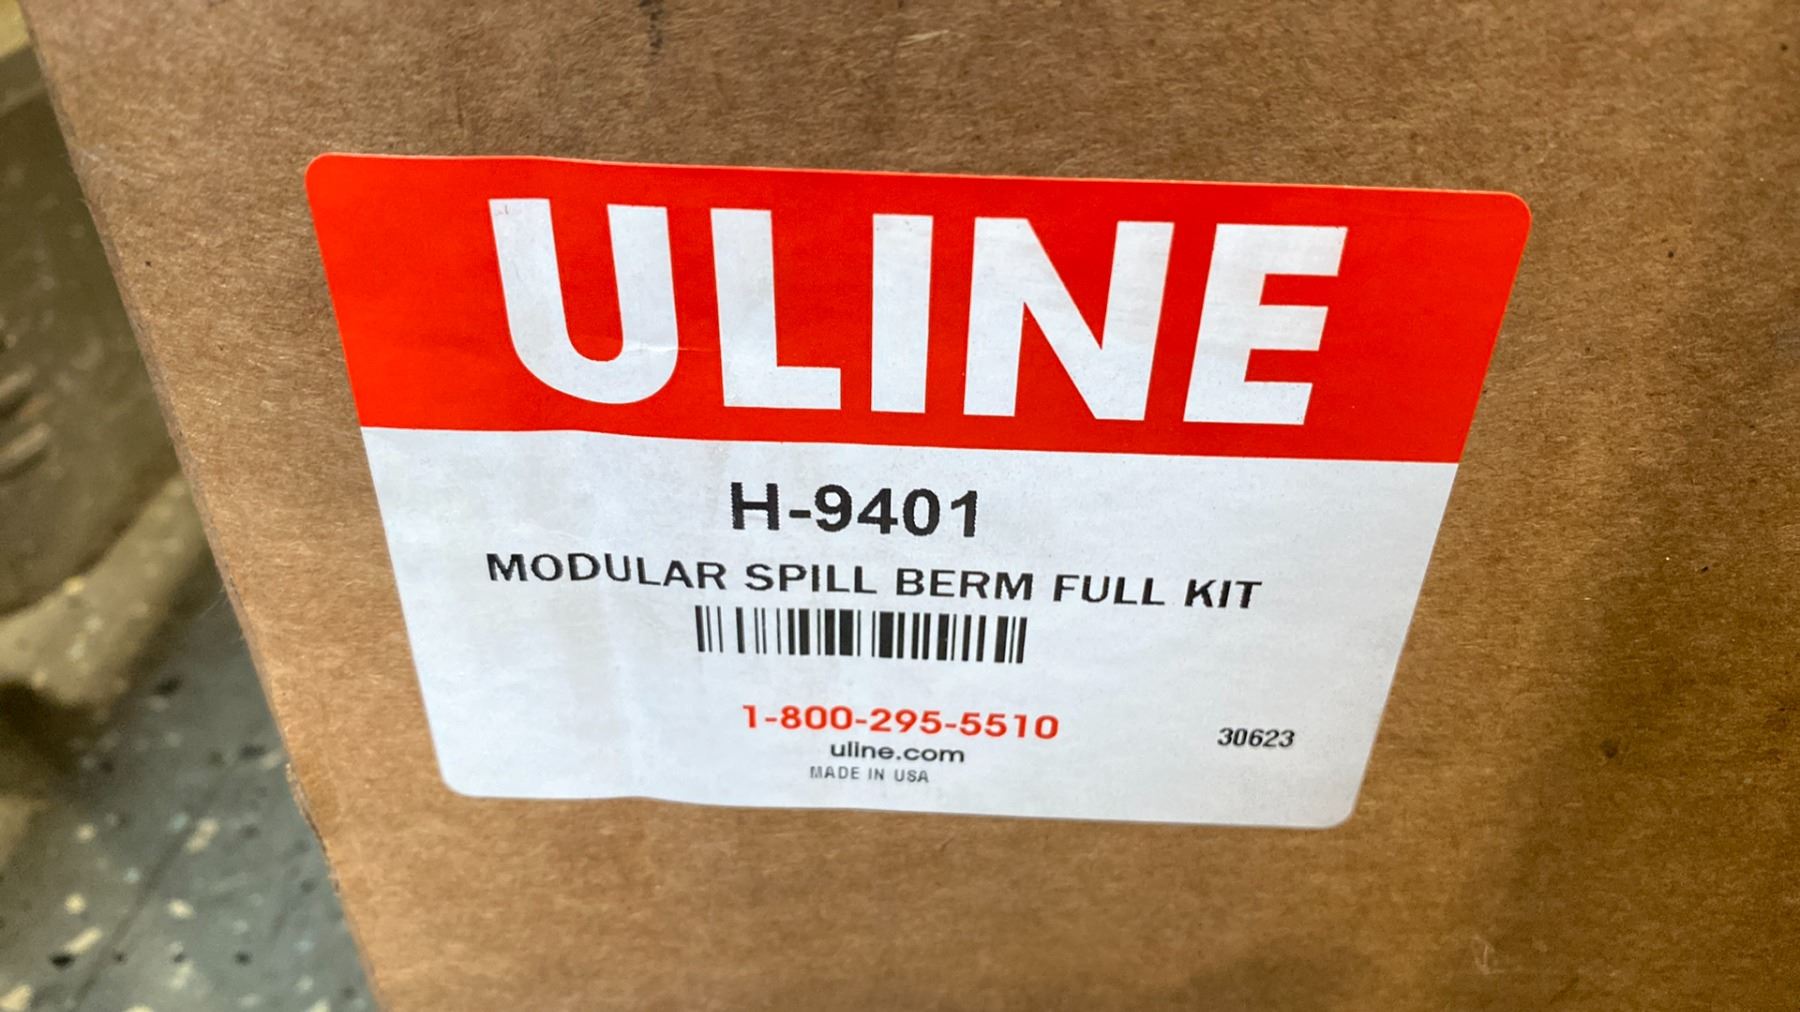 ULINE
H-9401
MODULAR SPILL BERM FULL KIT
1-800-295-5510
uline.com
MADE IN USA
30623